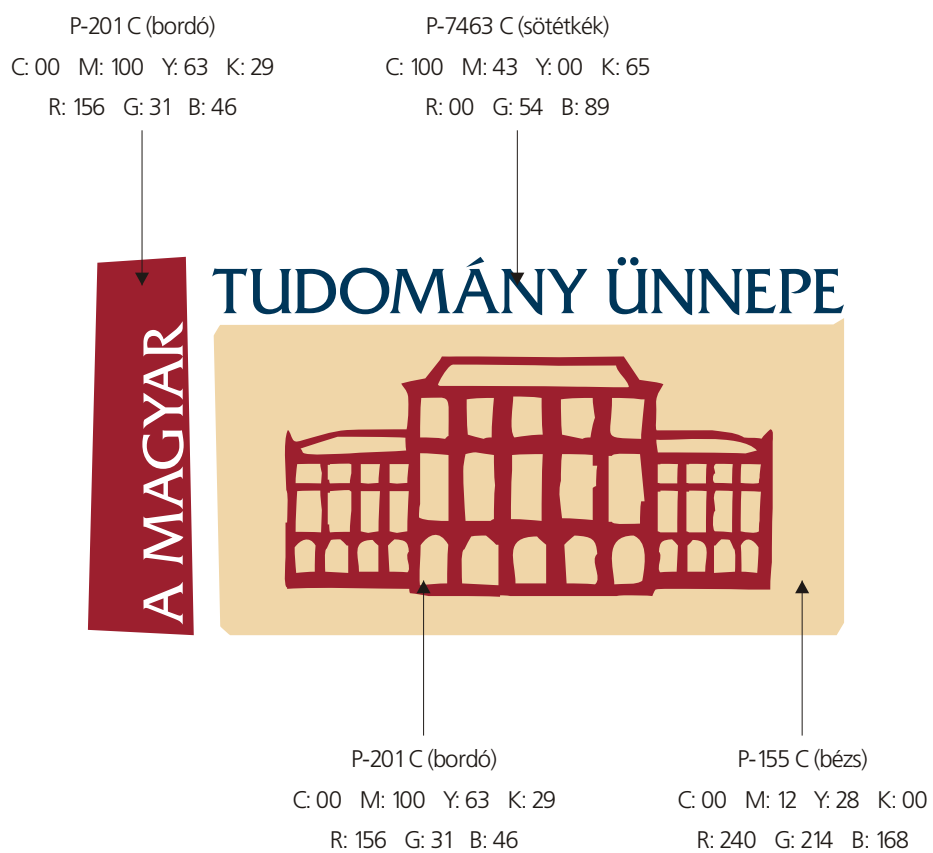 P-201 C (bordó)
C: 00 M: 100 Y: 63 K: 29
R: 156 G: 31 B: 46
P-7463 C (sötétkék)
C: 100 M: 43 Y: 00 K: 65
R: 00 G: 54 B: 89
A MAGYAR
TUDOMÁNY ÜNNEPE
P-201 C (bordó)
C: 00 M: 100 Y: 63 K: 29
R: 156 G: 31 B: 46
P-155 C (bézs)
C: 00 M: 12 Y: 28 K: 00
R: 240 G: 214 B: 168